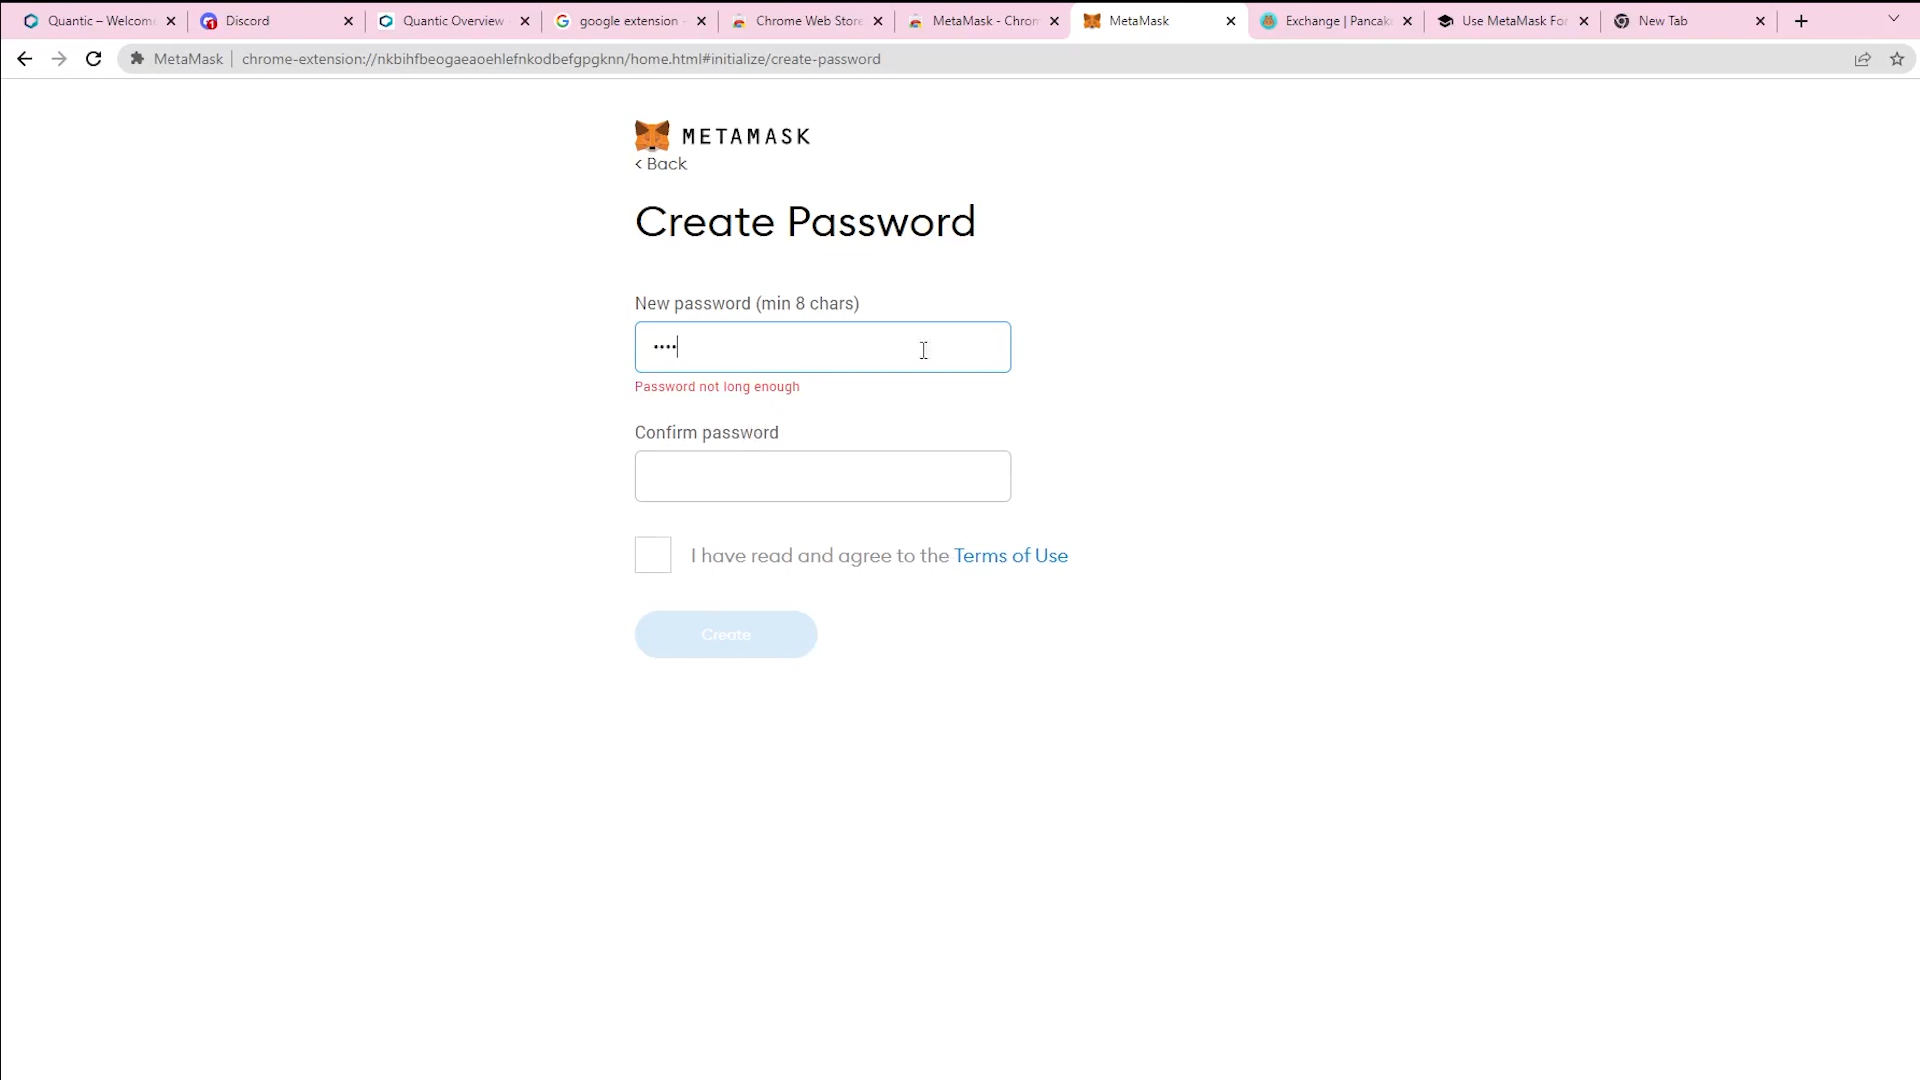 Quantic – Welcom
Discord
Quantic Overview
google extension
Chrome Web Store
MetaMask - Chrom
MetaMask
Exchange | Pancak
Use MetaMask For
New Tab
MetaMask
chrome-extension://nkbihfbeogaeaoehlefnkodbefgpgknn/home.html#initialize/create-password
METAMASK
< Back
Create Password
New password (min 8 chars)
••••
Password not long enough
Confirm password
I have read and agree to the Terms of Use
Create